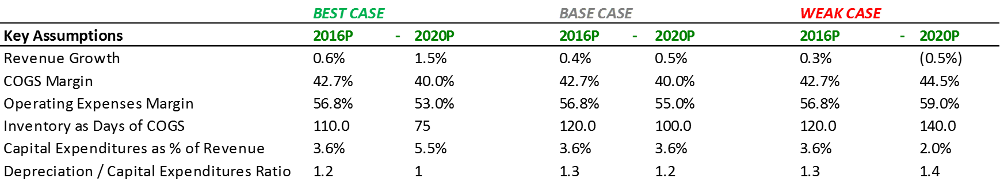 BEST CASE BASE CASE WEAK CASE
Key Assumptions 2016P - 2020P 2016P - 2020P 2016P - 2020P
Revenue Growth 0.6% 1.5% 0.4% 0.5% 0.3% (0.5%)
COGS Margin 42.7% 40.0% 42.7% 40.0% 42.7% 44.5%
Operating Expenses Margin 56.8% 53.0% 56.8% 55.0% 56.8% 59.0%
Inventory as Days of COGS 110.0 75 120.0 100.0 120.0 140.0
Capital Expenditures as % of Revenue 3.6% 5.5% 3.6% 3.6% 3.6% 2.0%
Depreciation / Capital Expenditures Ratio 1.2 1 1.3 1.2 1.3 1.4